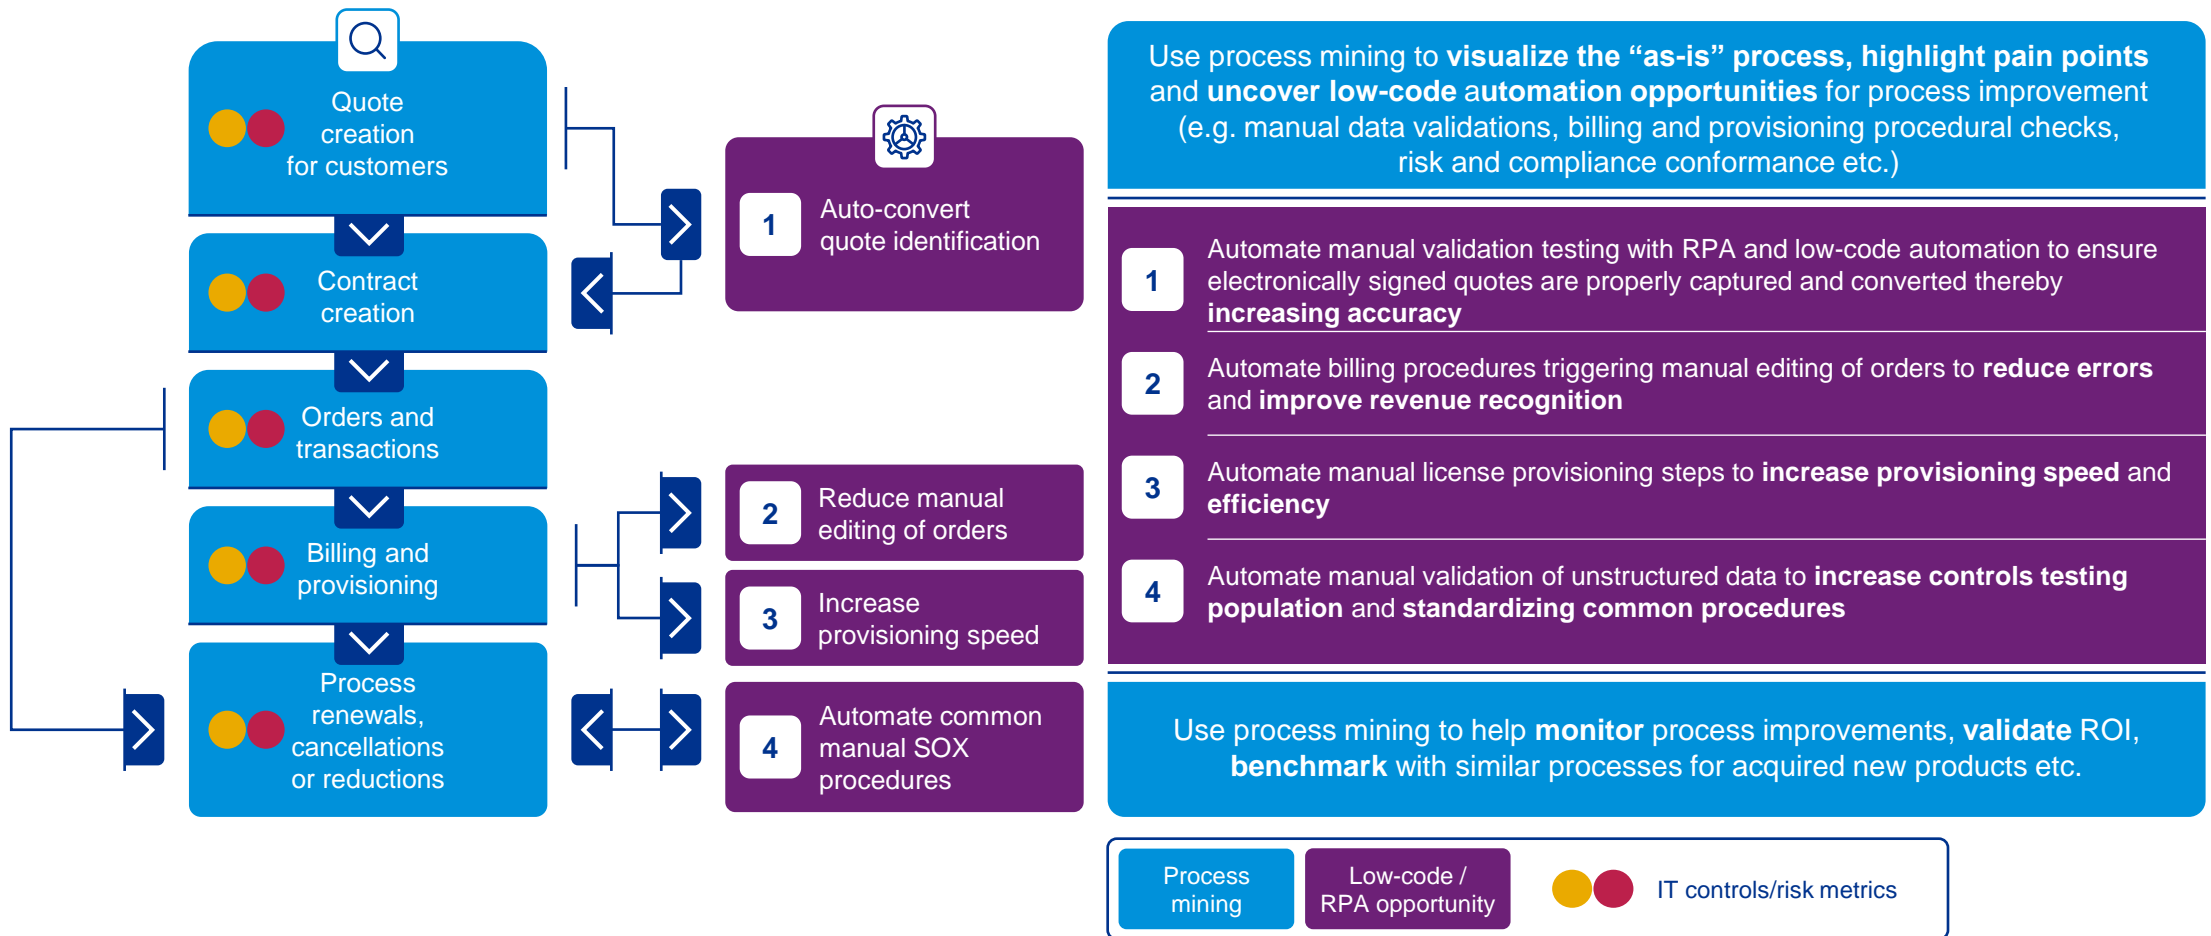 Quote
creation
for customers
Contract
creation
Orders and
transactions
Billing and
provisioning
Process
renewals,
cancellations
or reductions
1
Auto-convert
quote identification
2
Reduce manual
editing of orders
3
Increase
provisioning speed
4
Automate common
manual SOX
procedures
Use process mining to visualize the “as-is” process, highlight pain points
and uncover low-code automation opportunities for process improvement
(e.g. manual data validations, billing and provisioning procedural checks,
risk and compliance conformance etc.)
1
Automate manual validation testing with RPA and low-code automation to ensure
electronically signed quotes are properly captured and converted thereby
increasing accuracy
2
Automate billing procedures triggering manual editing of orders to reduce errors
and improve revenue recognition
3
Automate manual license provisioning steps to increase provisioning speed and
efficiency
4
Automate manual validation of unstructured data to increase controls testing
population and standardizing common procedures
Use process mining to help monitor process improvements, validate ROI,
benchmark with similar processes for acquired new products etc.
Process
mining
Low-code /
RPA opportunity
IT controls/risk metrics